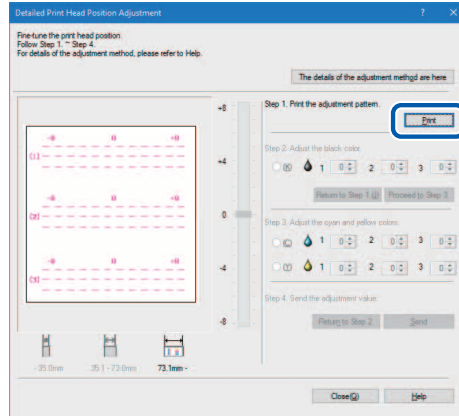 Detailed Print Head Position Adjustment
Fine-tune the print head position.
Follow Step 1. ~ Step 4.
For details of the adjustment method, please refer to Help.
The details of the adjustment method are here
Step 1. Print the adjustment pattern.
Print
Step 2. Adjust the black color.
(K) 1 0 2 0 3 0
Return to Step 1 (J) Proceed to Step 3
Step 3. Adjust the cyan and yellow colors.
(C) 1 0 2 0 3 0
(Y) 1 0 2 0 3 0
Step 4. Send the adjustment value.
Return to Step 2 Send
-8 0 +8
(1)
-8 0 +8
(2)
-8 0 +8
(3)
+8
+4
0
-4
-8
- 35.0mm 35.1 - 73.0mm 73.1mm -
Close(Q) Help